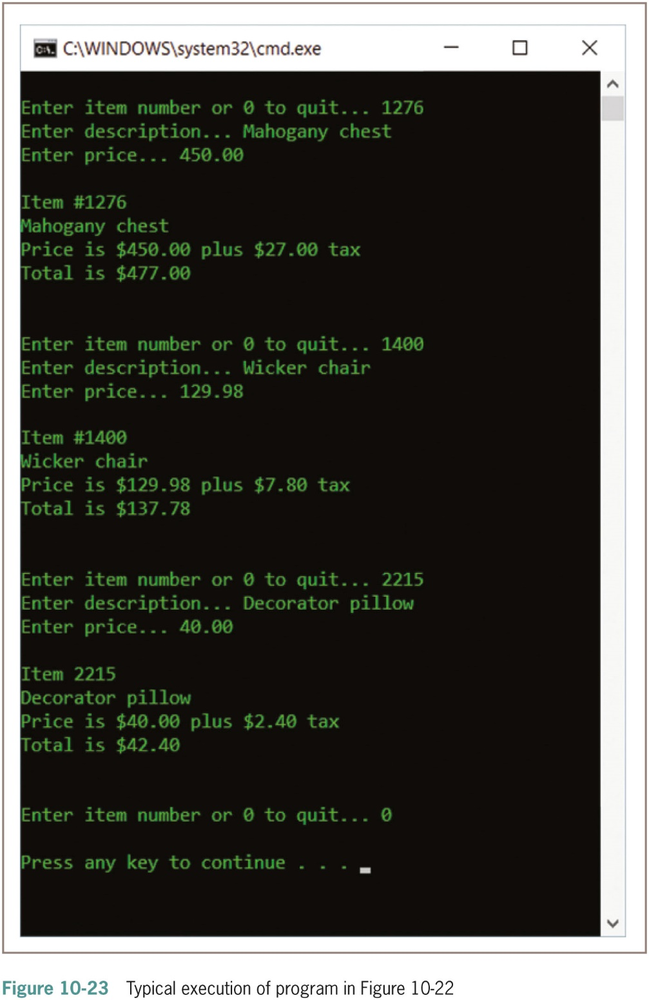 C:\WINDOWS\system32\cmd.exe
Enter item number or 0 to quit... 1276
Enter description... Mahogany chest
Enter price... 450.00
Item #1276
Mahogany chest
Price is $450.00 plus $27.00 tax
Total is $477.00
Enter item number or 0 to quit... 1400
Enter description... Wicker chair
Enter price... 129.98
Item #1400
Wicker chair
Price is $129.98 plus $7.80 tax
Total is $137.78
Enter item number or 0 to quit... 2215
Enter description... Decorator pillow
Enter price... 40.00
Item 2215
Decorator pillow
Price is $40.00 plus $2.40 tax
Total is $42.40
Enter item number or 0 to quit... 0
Press any key to continue . . .
Figure 10-23 Typical execution of program in Figure 10-22